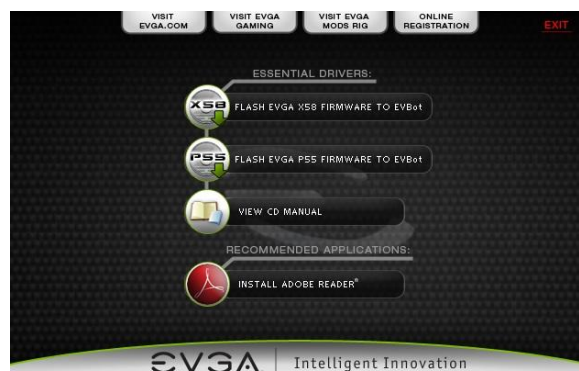 VISIT EVGA.COM
VISIT EVGA GAMING
VISIT EVGA MODS RIG
ONLINE REGISTRATION
EXIT
ESSENTIAL DRIVERS:
X58
FLASH EVGA X58 FIRMWARE TO EVBot
P55
FLASH EVGA P55 FIRMWARE TO EVBot
VIEW CD MANUAL
RECOMMENDED APPLICATIONS:
INSTALL ADOBE READER®
EVGA
Intelligent Innovation